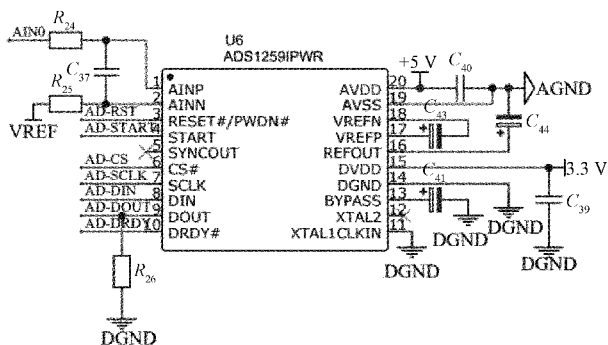 AIN0 R24
C37
R25
VREF
U6
ADS1259IPWR
1 AINP
2 AINN
AD-RST 3 RESET#/PWDN#
AD-START 4 START
5 SYNCOUT
AD-CS 6 CS#
AD-SCLK 7 SCLK
AD-DIN 8 DIN
AD-DOUT 9 DOUT
AD-DRDY 10 DRDY#
AVDD 20
AVSS 19
VREFN 18
VREFP 17
REFOUT 16
DVDD 15
DGND 14
BYPASS 13
XTAL2 12
XTAL1CLKIN 11
+5 V C40
AGND
C43
+
C44
+
3.3 V
C41
+
C39
DGND
DGND
DGND
DGND
R26
DGND